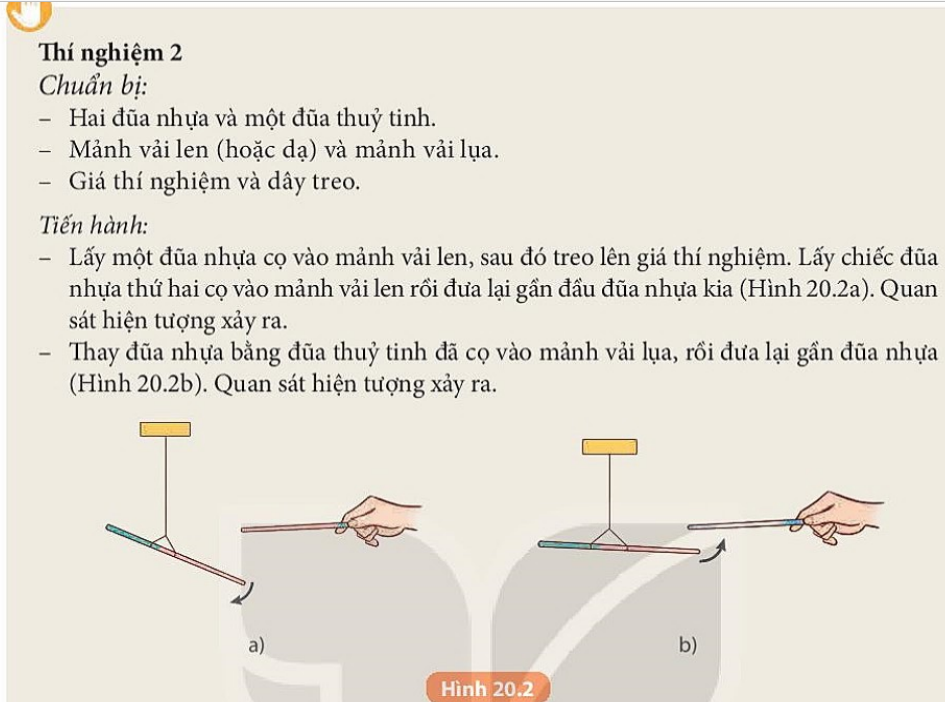 Thí nghiệm 2
Chuẩn bị:
– Hai đũa nhựa và một đũa thuỷ tinh.
– Mảnh vải len (hoặc dạ) và mảnh vải lụa.
– Giá thí nghiệm và dây treo.
Tiến hành:
– Lấy một đũa nhựa cọ vào mảnh vải len, sau đó treo lên giá thí nghiệm. Lấy chiếc đũa
nhựa thứ hai cọ vào mảnh vải len rồi đưa lại gần đầu đũa nhựa kia (Hình 20.2a). Quan
sát hiện tượng xảy ra.
– Thay đũa nhựa bằng đũa thuỷ tinh đã cọ vào mảnh vải lụa, rồi đưa lại gần đũa nhựa
(Hình 20.2b). Quan sát hiện tượng xảy ra.
a)
b)
Hình 20.2